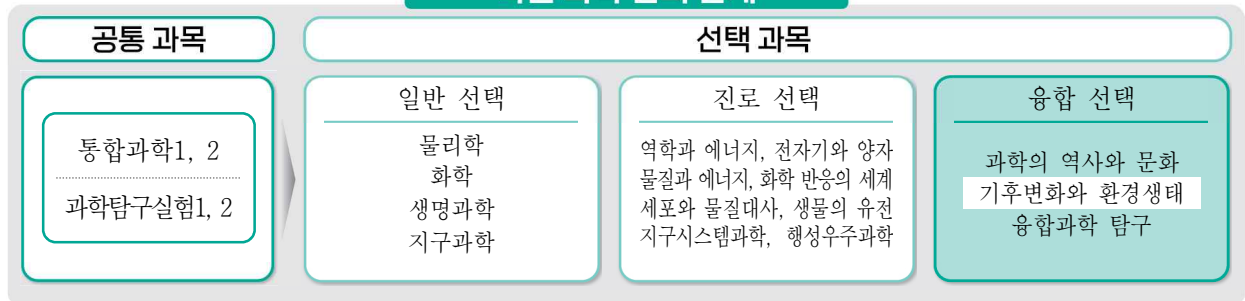 공통 과목
선택 과목
통합과학1, 2
과학탐구실험1, 2
일반 선택
물리학
화학
생명과학
지구과학
진로 선택
역학과 에너지, 전자기와 양자
물질과 에너지, 화학 반응의 세계
세포와 물질대사, 생물의 유전
지구시스템과학, 행성우주과학
융합 선택
과학의 역사와 문화
기후변화와 환경생태
융합과학 탐구